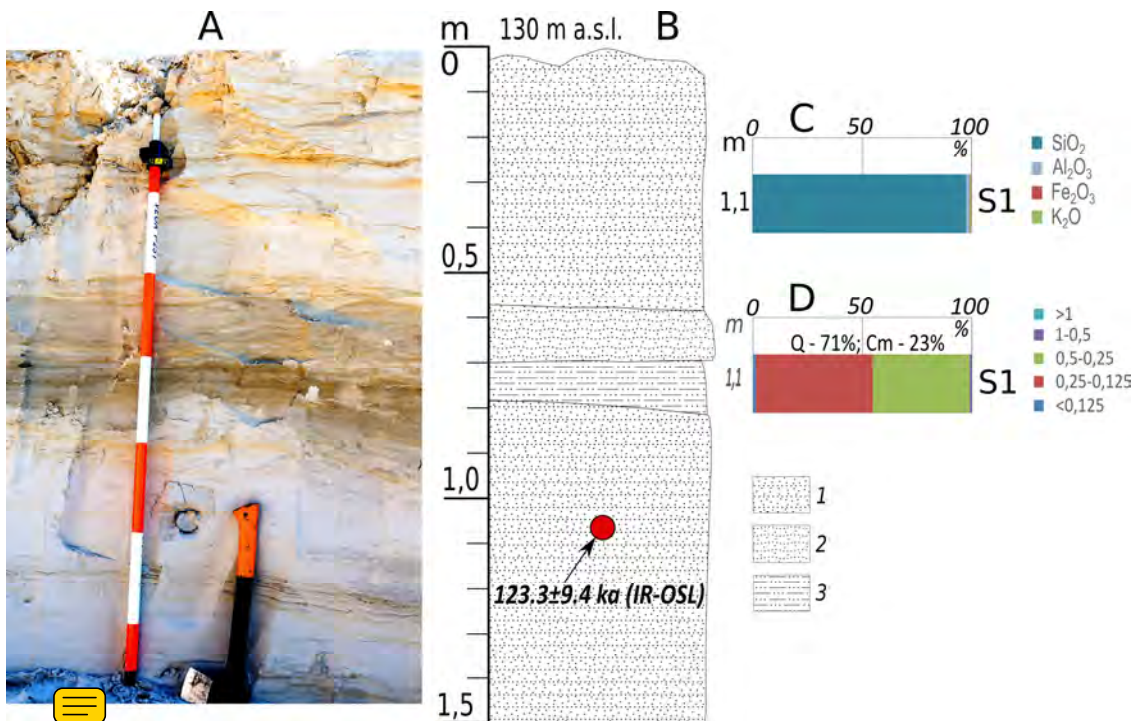 A
m
130 m a.s.l.
B
0
0,5
1,0
1,5
123.3±9,4 ka (IR-OSL)
C
0 50 100
%
m
1,1
S1
SiO₂
Al₂O₃
Fe₂O₃
K₂O
D
0 50 100
%
m
Q - 71%; Cm - 23%
1,1
S1
>1
1-0,5
0,5-0,25
0,25-0,125
<0,125
1
2
3